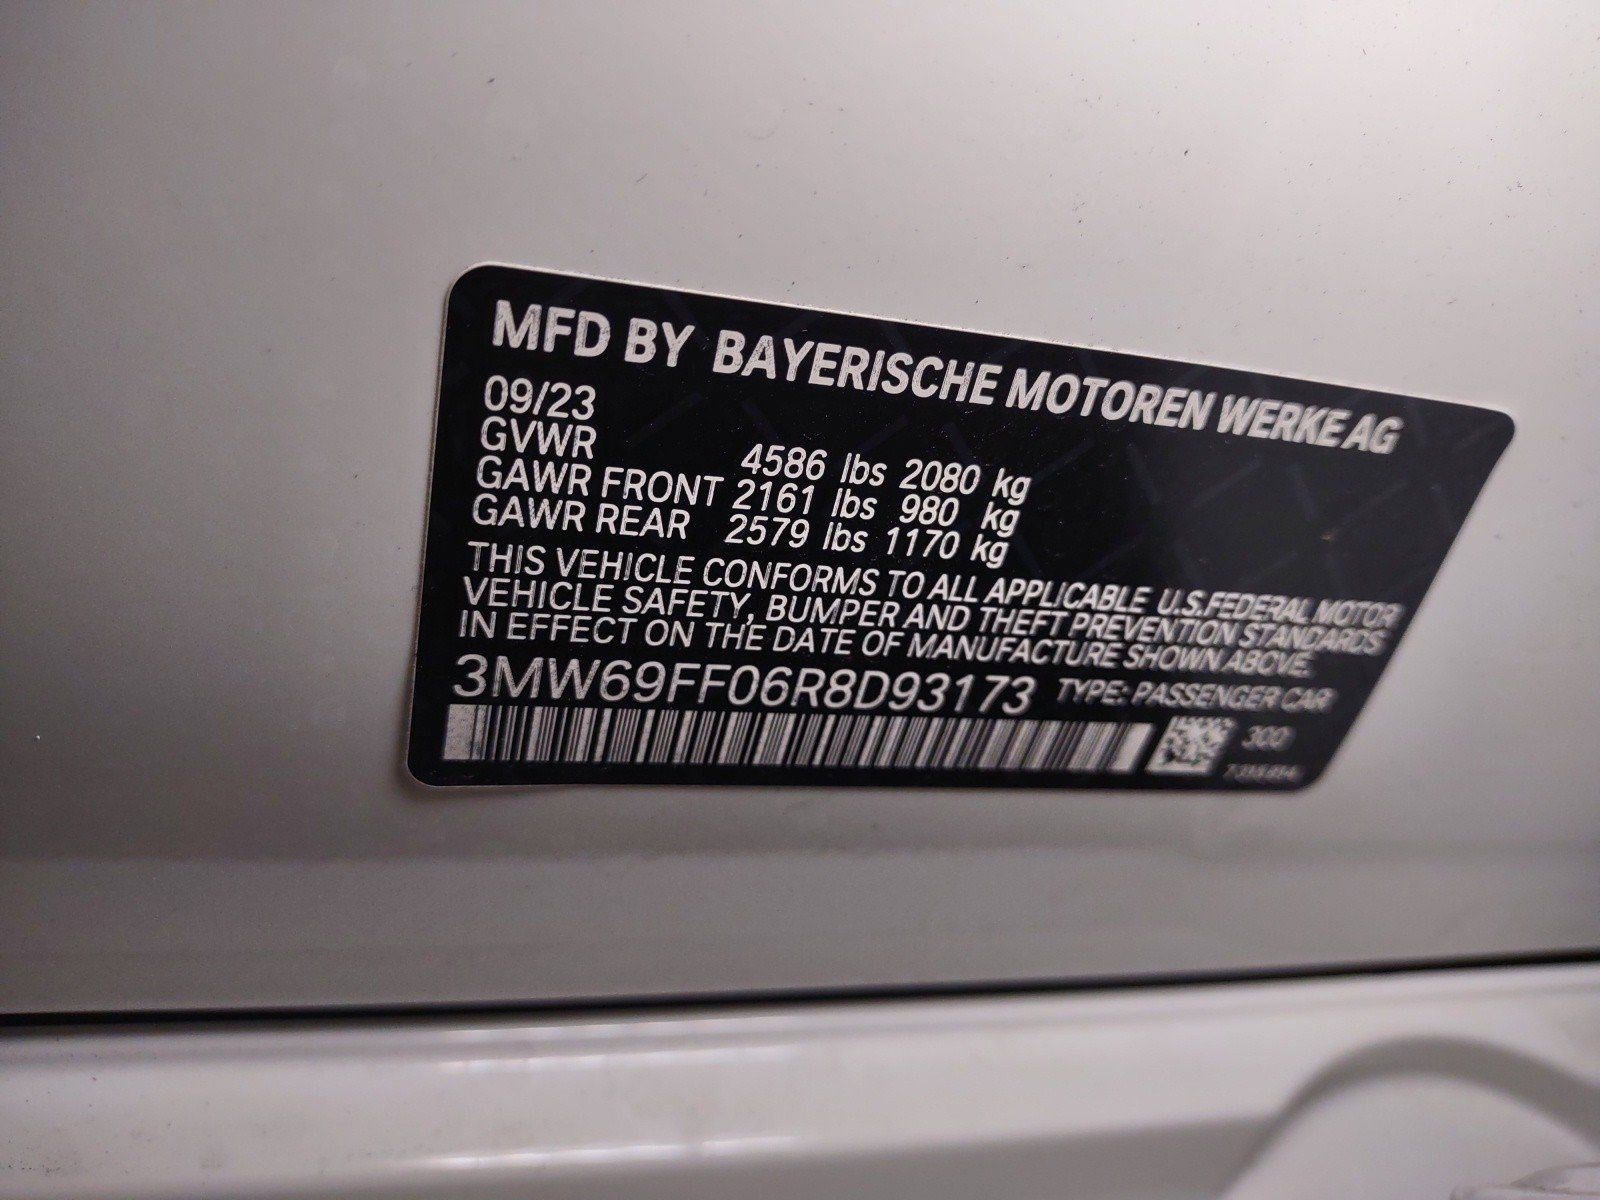 MFD BY BAYERISCHE MOTOREN WERKE AG
09/23
GVWR 4586 lbs 2080 kg
GAWR FRONT 2161 lbs 980 kg
GAWR REAR 2579 lbs 1170 kg
THIS VEHICLE CONFORMS TO ALL APPLICABLE U.S.FEDERAL MOTOR
VEHICLE SAFETY, BUMPER AND THEFT PREVENTION STANDARDS
IN EFFECT ON THE DATE OF MANUFACTURE SHOWN ABOVE.
3MW69FF06R8D93173 TYPE: PASSENGER CAR
300